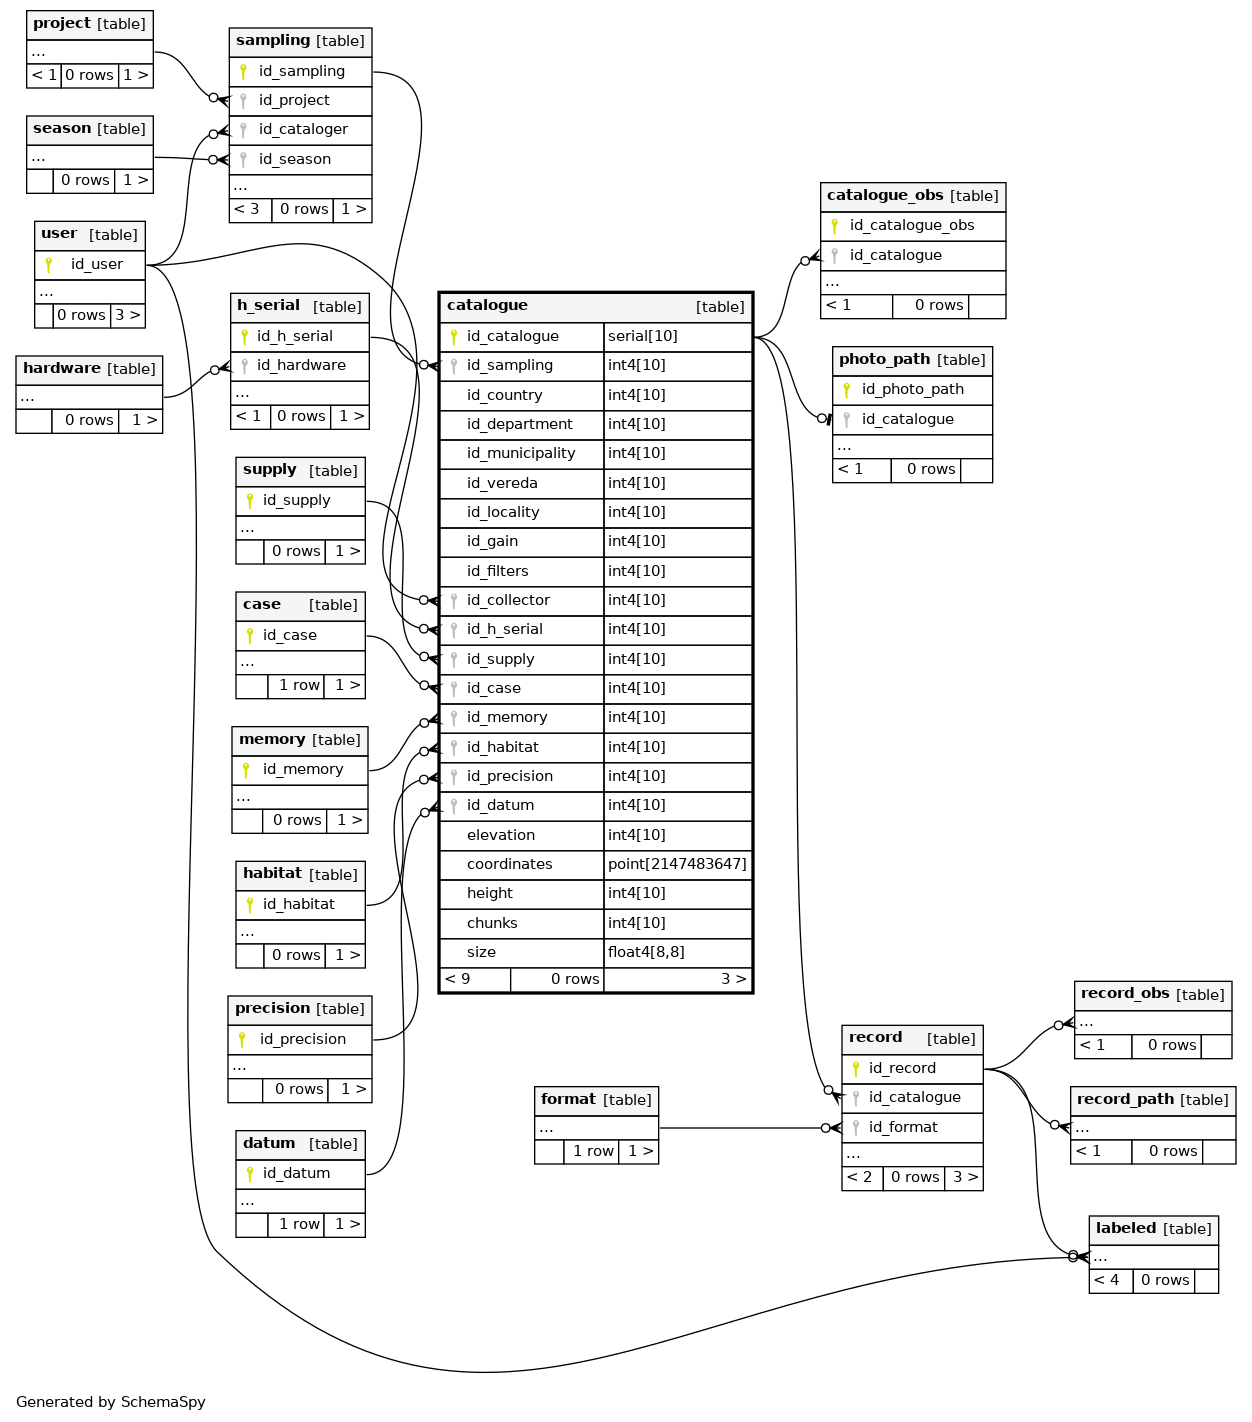 project [table]
...
< 1 0 rows 1 >
season [table]
...
0 rows 1 >
user [table]
id_user
...
0 rows 3 >
hardware [table]
...
0 rows 1 >
sampling [table]
id_sampling
id_project
id_cataloger
id_season
...
< 3 0 rows 1 >
h_serial [table]
id_h_serial
id_hardware
...
< 1 0 rows 1 >
supply [table]
id_supply
...
0 rows 1 >
case [table]
id_case
...
1 row 1 >
memory [table]
id_memory
...
0 rows 1 >
habitat [table]
id_habitat
...
0 rows 1 >
precision [table]
id_precision
...
0 rows 1 >
datum [table]
id_datum
...
1 row 1 >
catalogue [table]
id_catalogue serial[10]
id_sampling int4[10]
id_country int4[10]
id_department int4[10]
id_municipality int4[10]
id_vereda int4[10]
id_locality int4[10]
id_gain int4[10]
id_filters int4[10]
id_collector int4[10]
id_h_serial int4[10]
id_supply int4[10]
id_case int4[10]
id_memory int4[10]
id_habitat int4[10]
id_precision int4[10]
id_datum int4[10]
elevation int4[10]
coordinates point[2147483647]
height int4[10]
chunks int4[10]
size float4[8,8]
< 9 0 rows 3 >
format [table]
...
1 row 1 >
catalogue_obs [table]
id_catalogue_obs
id_catalogue
...
< 1 0 rows
photo_path [table]
id_photo_path
id_catalogue
...
< 1 0 rows
record [table]
id_record
id_catalogue
id_format
...
< 2 0 rows 3 >
record_obs [table]
...
< 1 0 rows
record_path [table]
...
< 1 0 rows
labeled [table]
...
< 4 0 rows
Generated by SchemaSpy